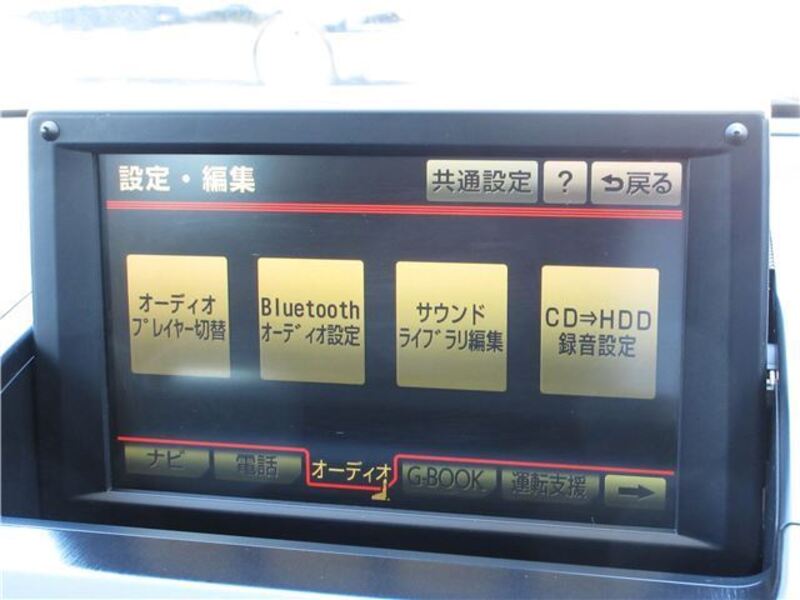 設定・編集
共通設定
?
戻る
オーディオ
プレイヤー切替
Bluetooth
オーディオ設定
サウンド
ライブラリ編集
CD⇒HDD
録音設定
ナビ
電話
オーディオ
G-BOOK
運転支援